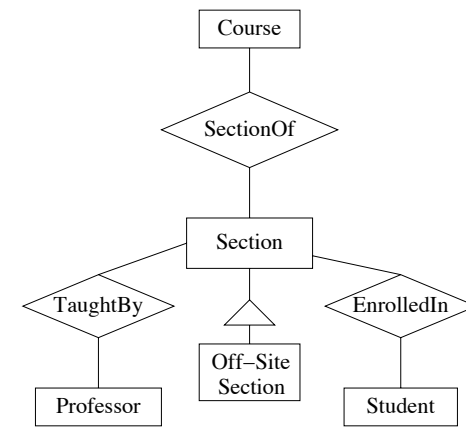 Course
SectionOf
Section
TaughtBy
EnrolledIn
Off−Site
Section
Professor
Student